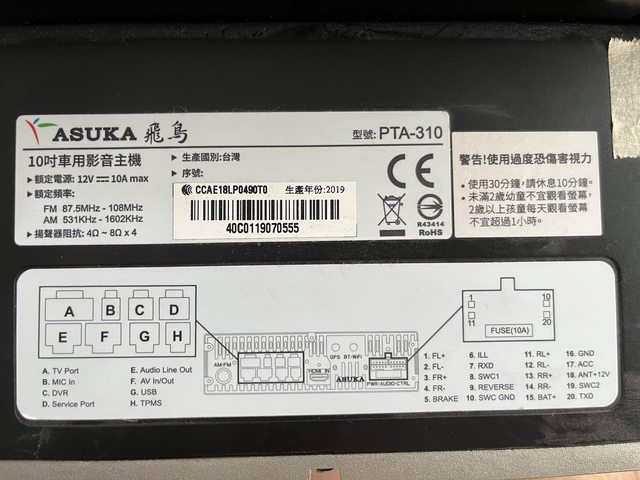 ASUKA 飛鳥
型號: PTA-310
10吋車用影音主機
▸額定電源: 12V ⎓ 10A max
▸額定頻率:
FM 87.5MHz - 108MHz
AM 531KHz - 1602KHz
▸揚聲器阻抗: 4Ω ~ 8Ω x 4
▸生產國別:台灣
▸序號:
CCAE18LP0490T0 生產年份:2019
40C0119070555
CE
R43414
RoHS
警告!使用過度恐傷害視力
•使用30分鐘,請休息10分鐘。
•未滿2歲幼童不宜觀看螢幕,
2歲以上孩童每天觀看螢幕
不宜超過1小時。
A B C D
E F G H
A. TV Port
B. MIC In
C. DVR
D. Service Port
E. Audio Line Out
F. AV In/Out
G. USB
H. TPMS
AM·FM
HDMI IN
GPS BT·WiFi
ASUKA
PWR·AUDIO·CTRL
1 10
11 20
FUSE(10A)
1. FL+
2. FL-
3. FR+
4. FR-
5. BRAKE
6. ILL
7. RXD
8. SWC1
9. REVERSE
10. SWC GND
11. RL+
12. RL-
13. RR+
14. RR-
15. BAT+
16. GND
17. ACC
18. ANT+12V
19. SWC2
20. TXD